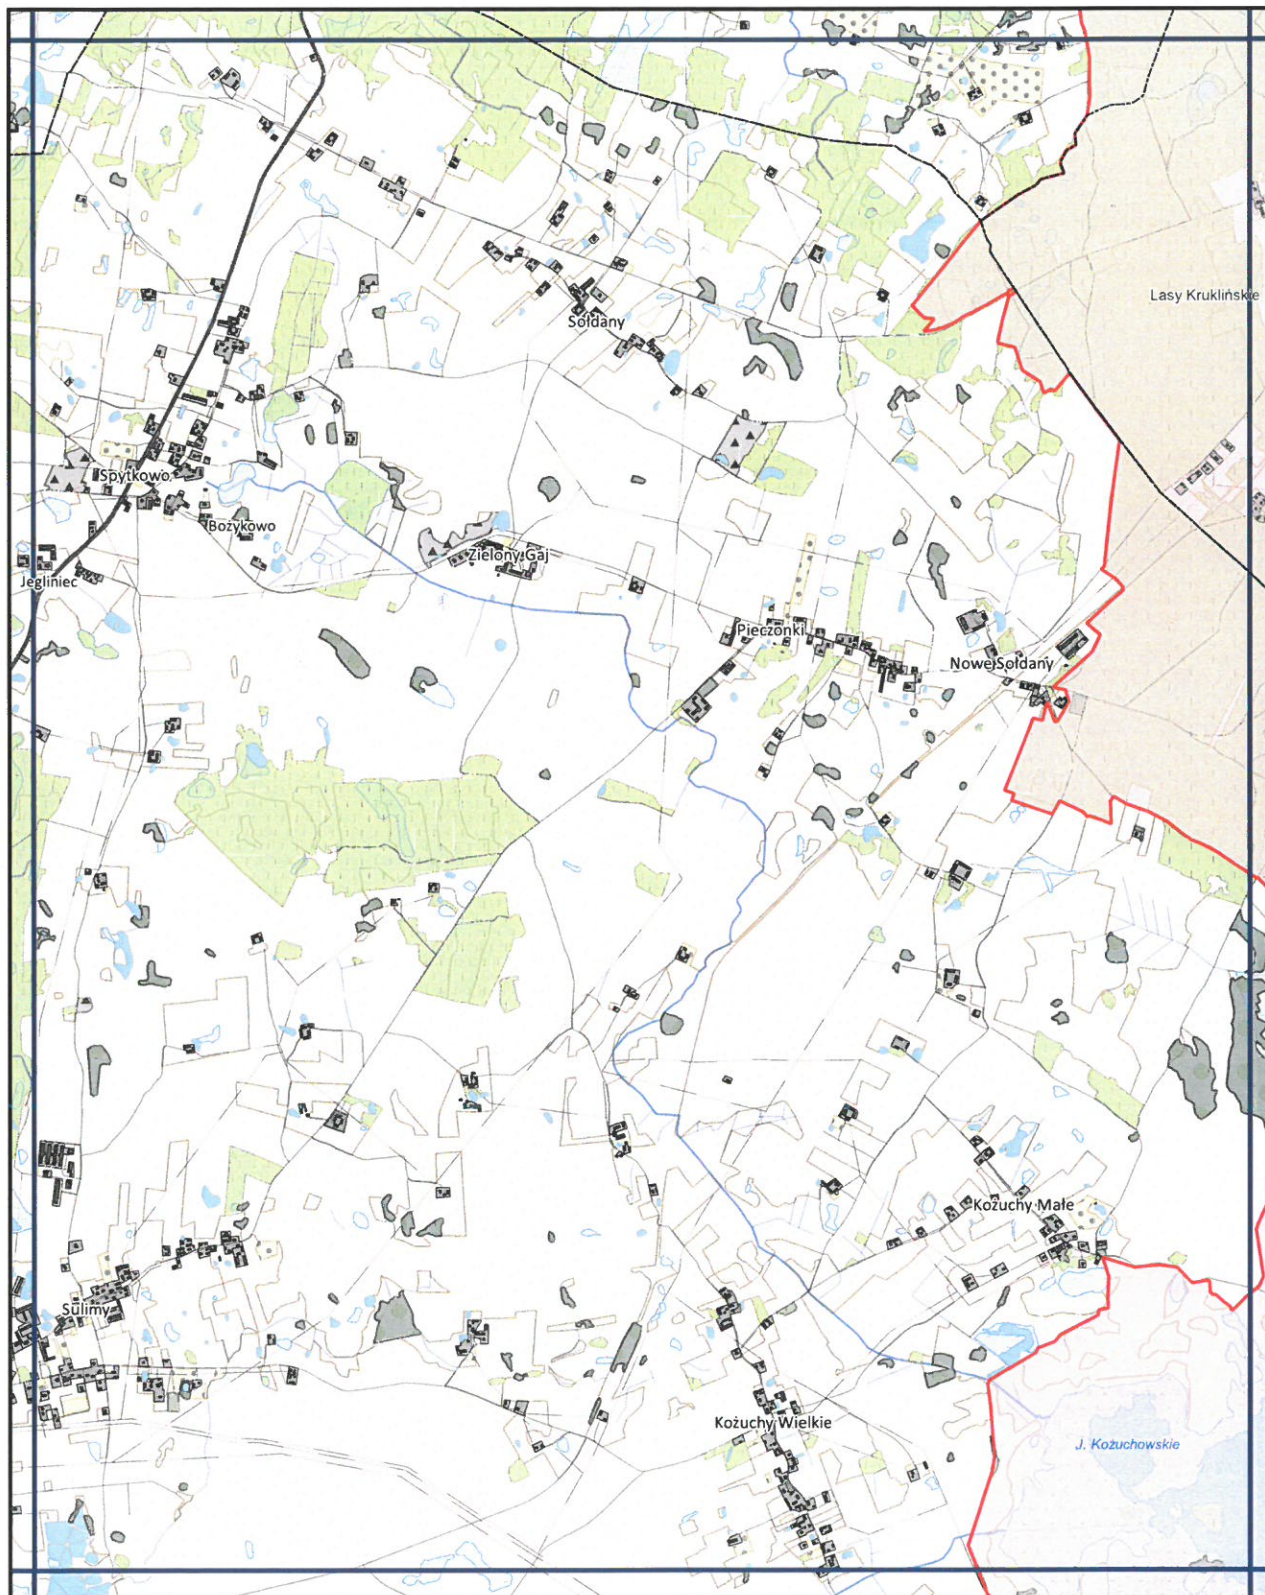 Lasy Kruklińskie
Sołdany
Spytkowo
Bożykowo
Zielony Gaj
Jegliniec
Pieczonki
Nowe Sołdany
Kożuchy Małe
Sulimy
Kożuchy Wielkie
J. Kożuchowskie